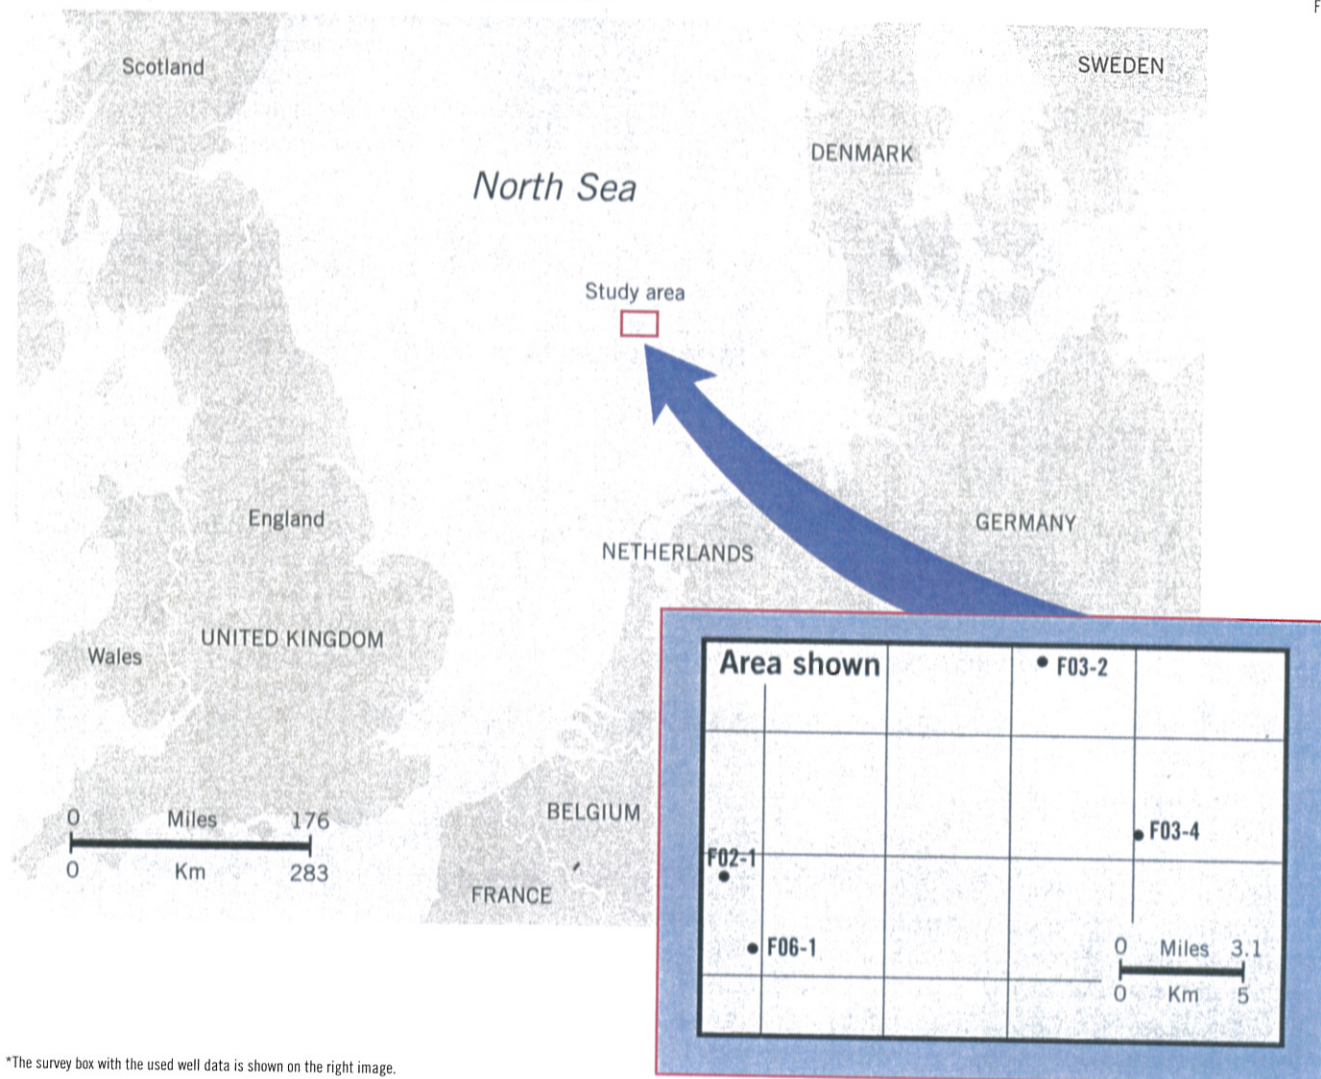 F
Scotland
SWEDEN
DENMARK
North Sea
Study area
England
GERMANY
NETHERLANDS
UNITED KINGDOM
Wales
Area shown
F03-2
0 Miles 176
0 Km 283
BELGIUM
F03-4
F02-1
FRANCE
F06-1
0 Miles 3.1
0 Km 5
*The survey box with the used well data is shown on the right image.